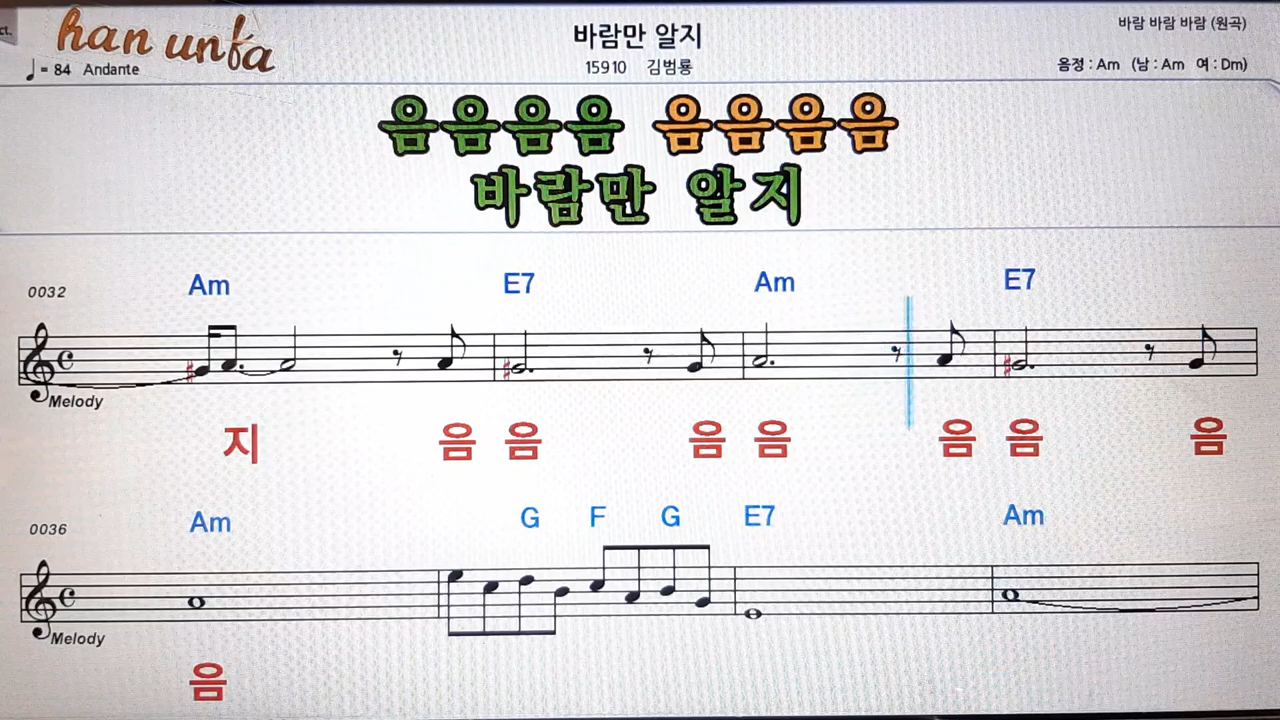 ct.
han unfa
바람만 알지
바람 바람 바람 (원곡)
♩= 84 Andante
15910 김범룡
음정 : Am (남 : Am 여 : Dm)
음음음음 음음음음
바람만 알지
0032 Am E7 Am E7
Melody
지 음 음 음 음 음 음 음
0036 Am G F G E7 Am
Melody
음